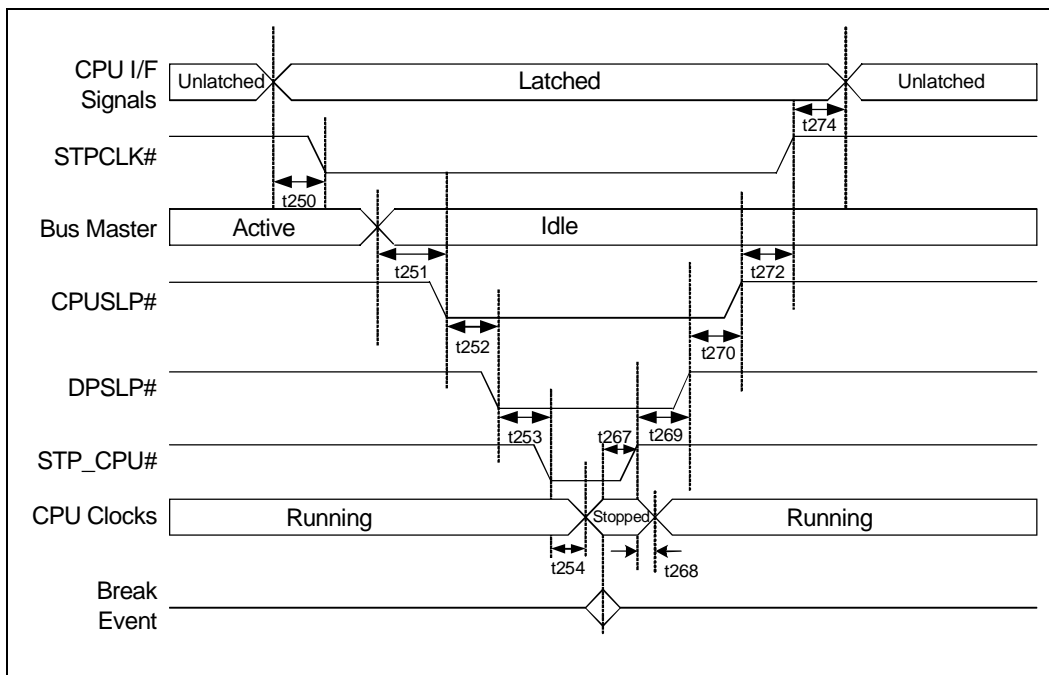 CPU I/F
Signals
Unlatched
Latched
Unlatched
t274
STPCLK#
t250
Bus Master
Active
Idle
t251
t272
CPUSLP#
t252
t270
DPSLP#
t253
t267
t269
STP_CPU#
CPU Clocks
Running
Stopped
Running
t254
t268
Break
Event